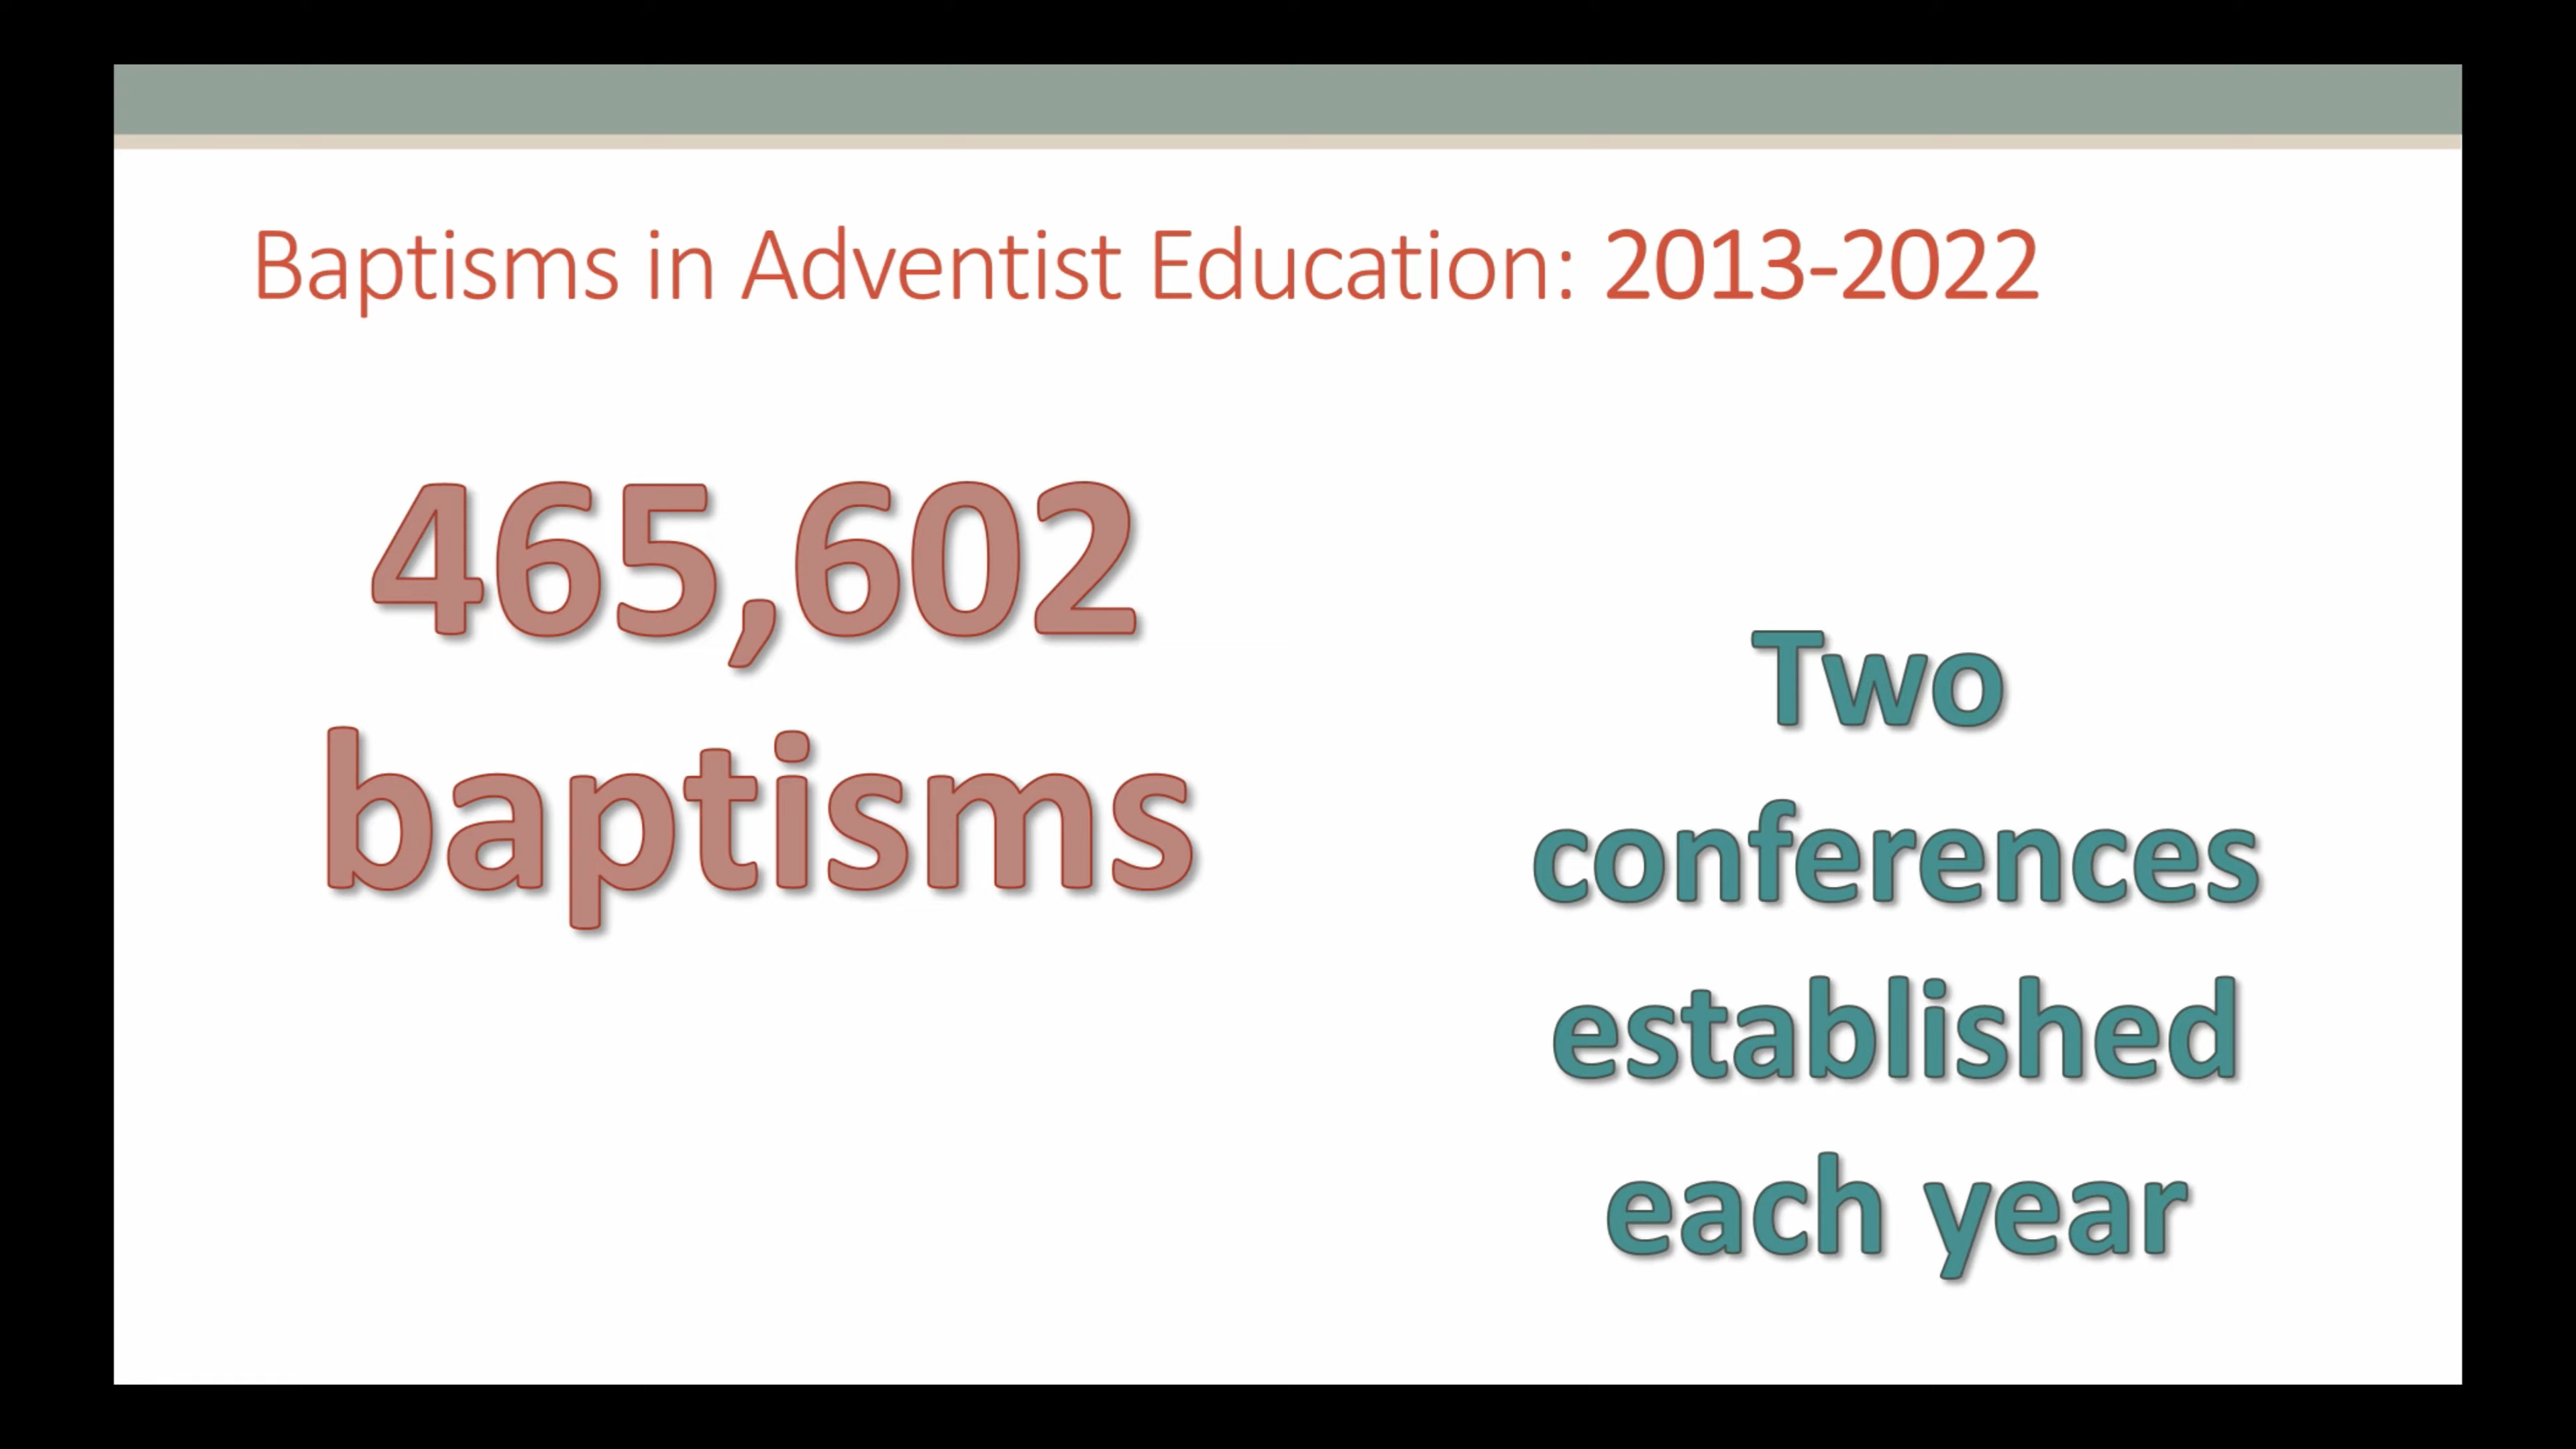 Baptisms in Adventist Education: 2013-2022
465,602
baptisms
Two
conferences
established
each year